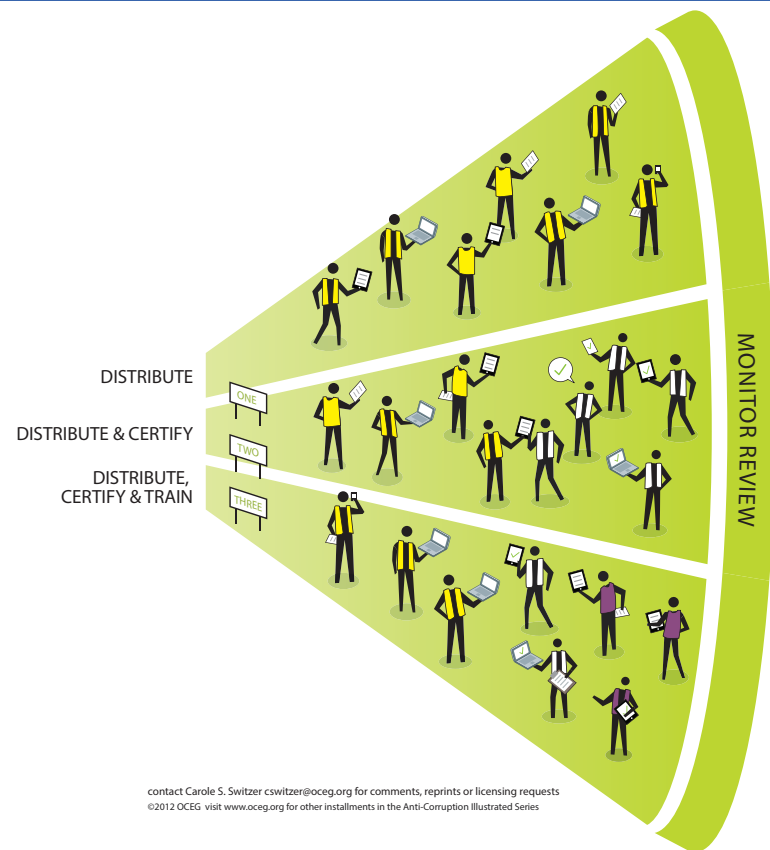 DISTRIBUTE
ONE
DISTRIBUTE & CERTIFY
TWO
DISTRIBUTE,
CERTIFY & TRAIN
THREE
MONITOR REVIEW
contact Carole S. Switzer cswitzer@oceg.org for comments, reprints or licensing requests
©2012 OCEG visit www.oceg.org for other installments in the Anti-Corruption Illustrated Series